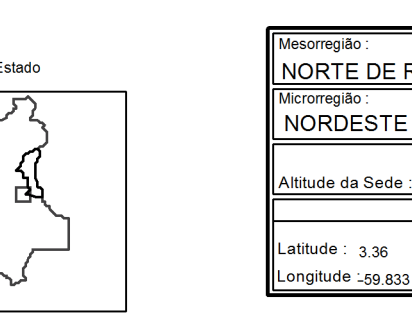 Estado
Mesorregião :
NORTE DE
Microrregião :
NORDESTE
Altitude da Sede :
Latitude : 3.36
Longitude : -59.833